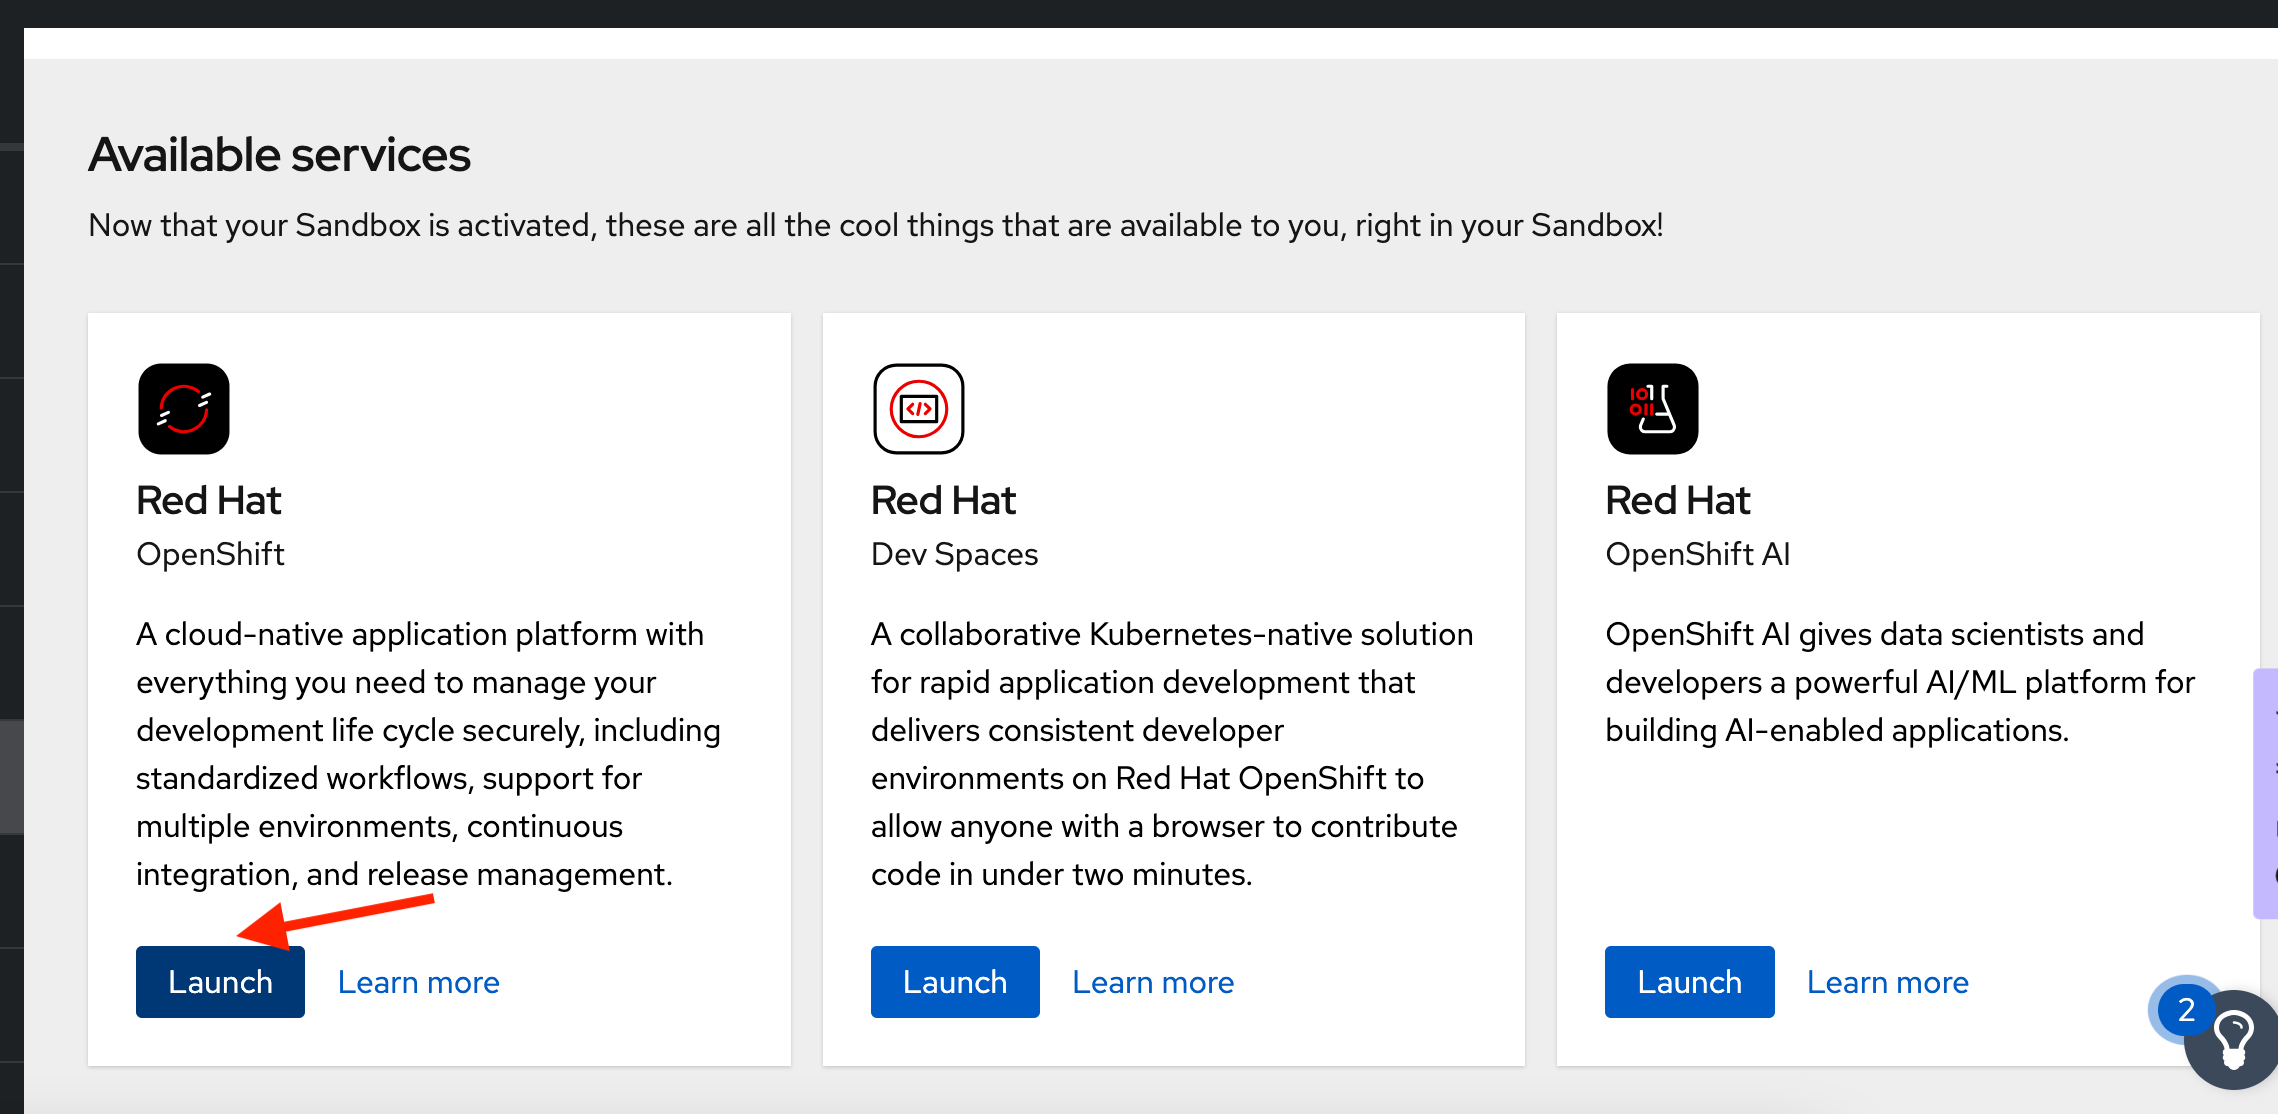 Available services
Now that your Sandbox is activated, these are all the cool things that are available to you, right in your Sandbox!
Red Hat
OpenShift
A cloud-native application platform with
everything you need to manage your
development life cycle securely, including
standardized workflows, support for
multiple environments, continuous
integration, and release management.
Launch
Learn more
Red Hat
Dev Spaces
A collaborative Kubernetes-native solution
for rapid application development that
delivers consistent developer
environments on Red Hat OpenShift to
allow anyone with a browser to contribute
code in under two minutes.
Launch
Learn more
Red Hat
OpenShift AI
OpenShift AI gives data scientists and
developers a powerful AI/ML platform for
building AI-enabled applications.
Launch
Learn more
2